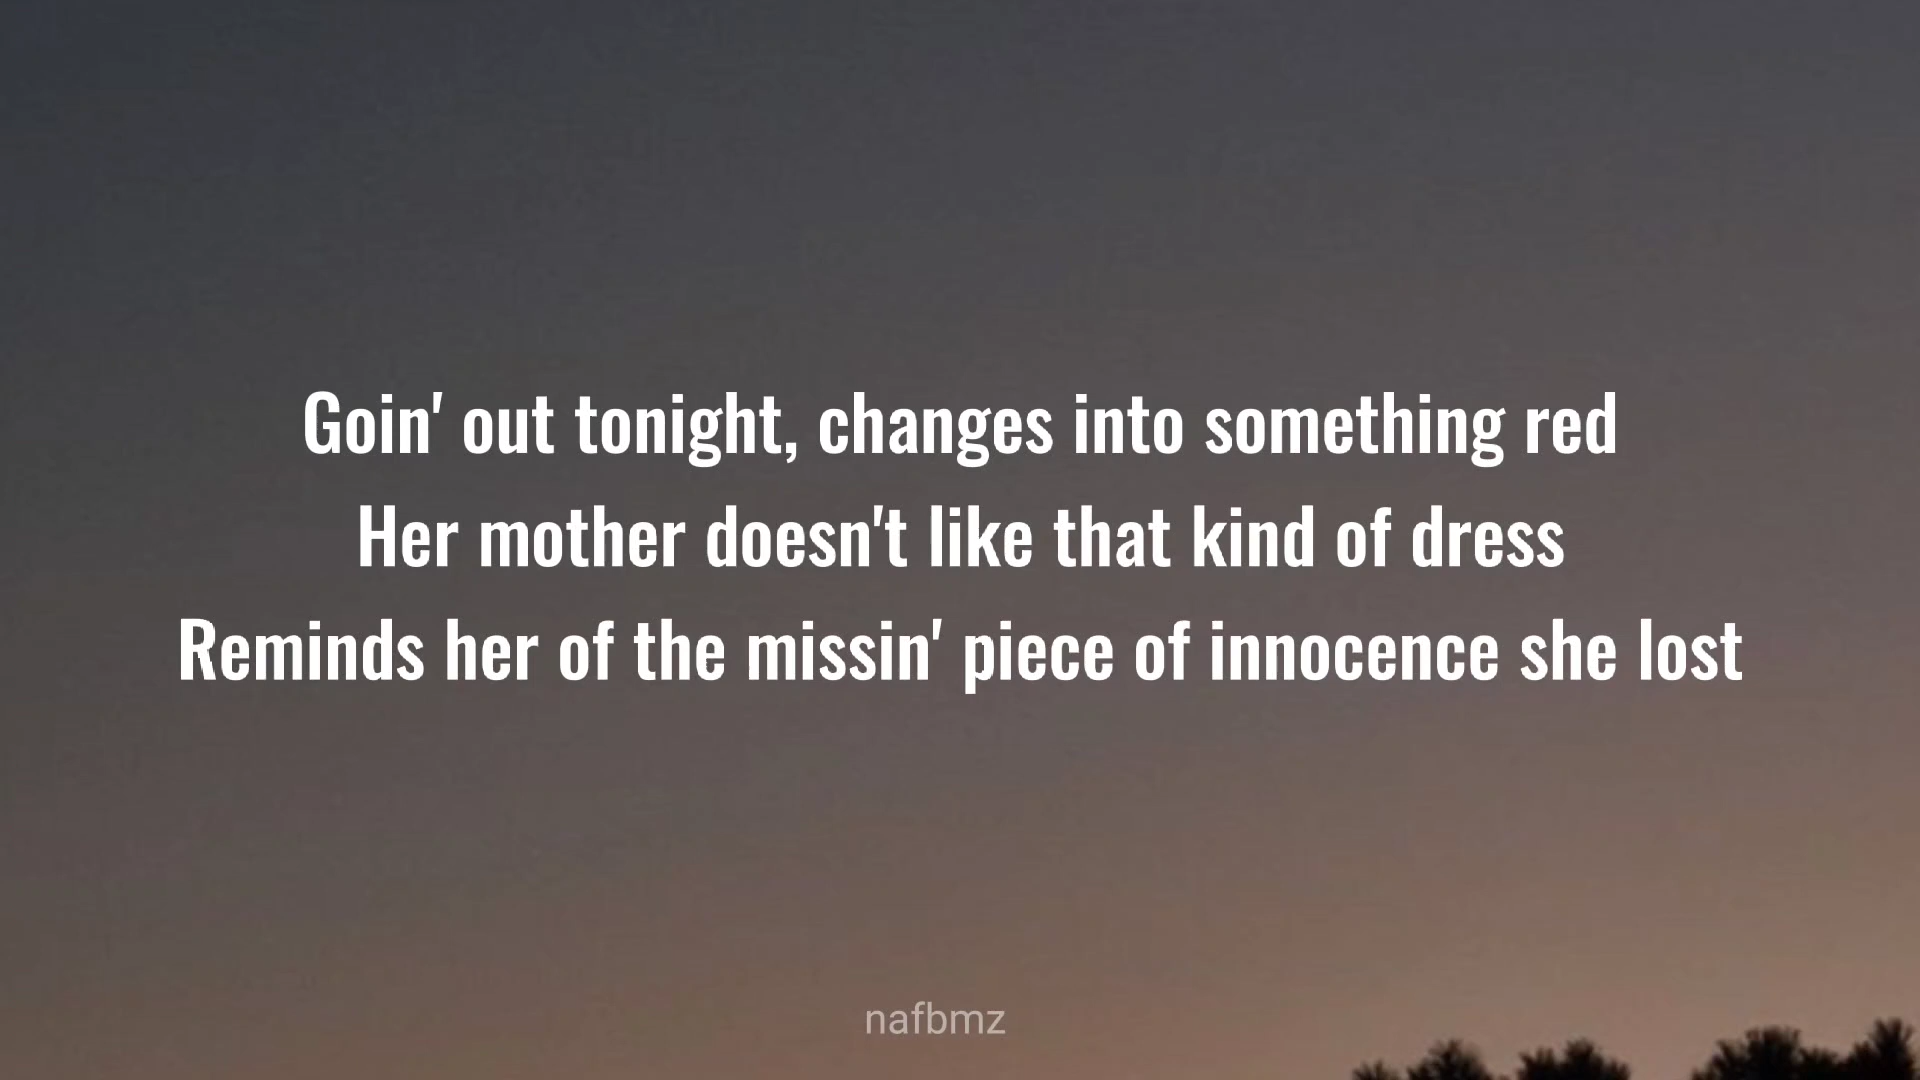 Goin' out tonight, changes into something red
Her mother doesn't like that kind of dress
Reminds her of the missin' piece of innocence she lost
nafbmz